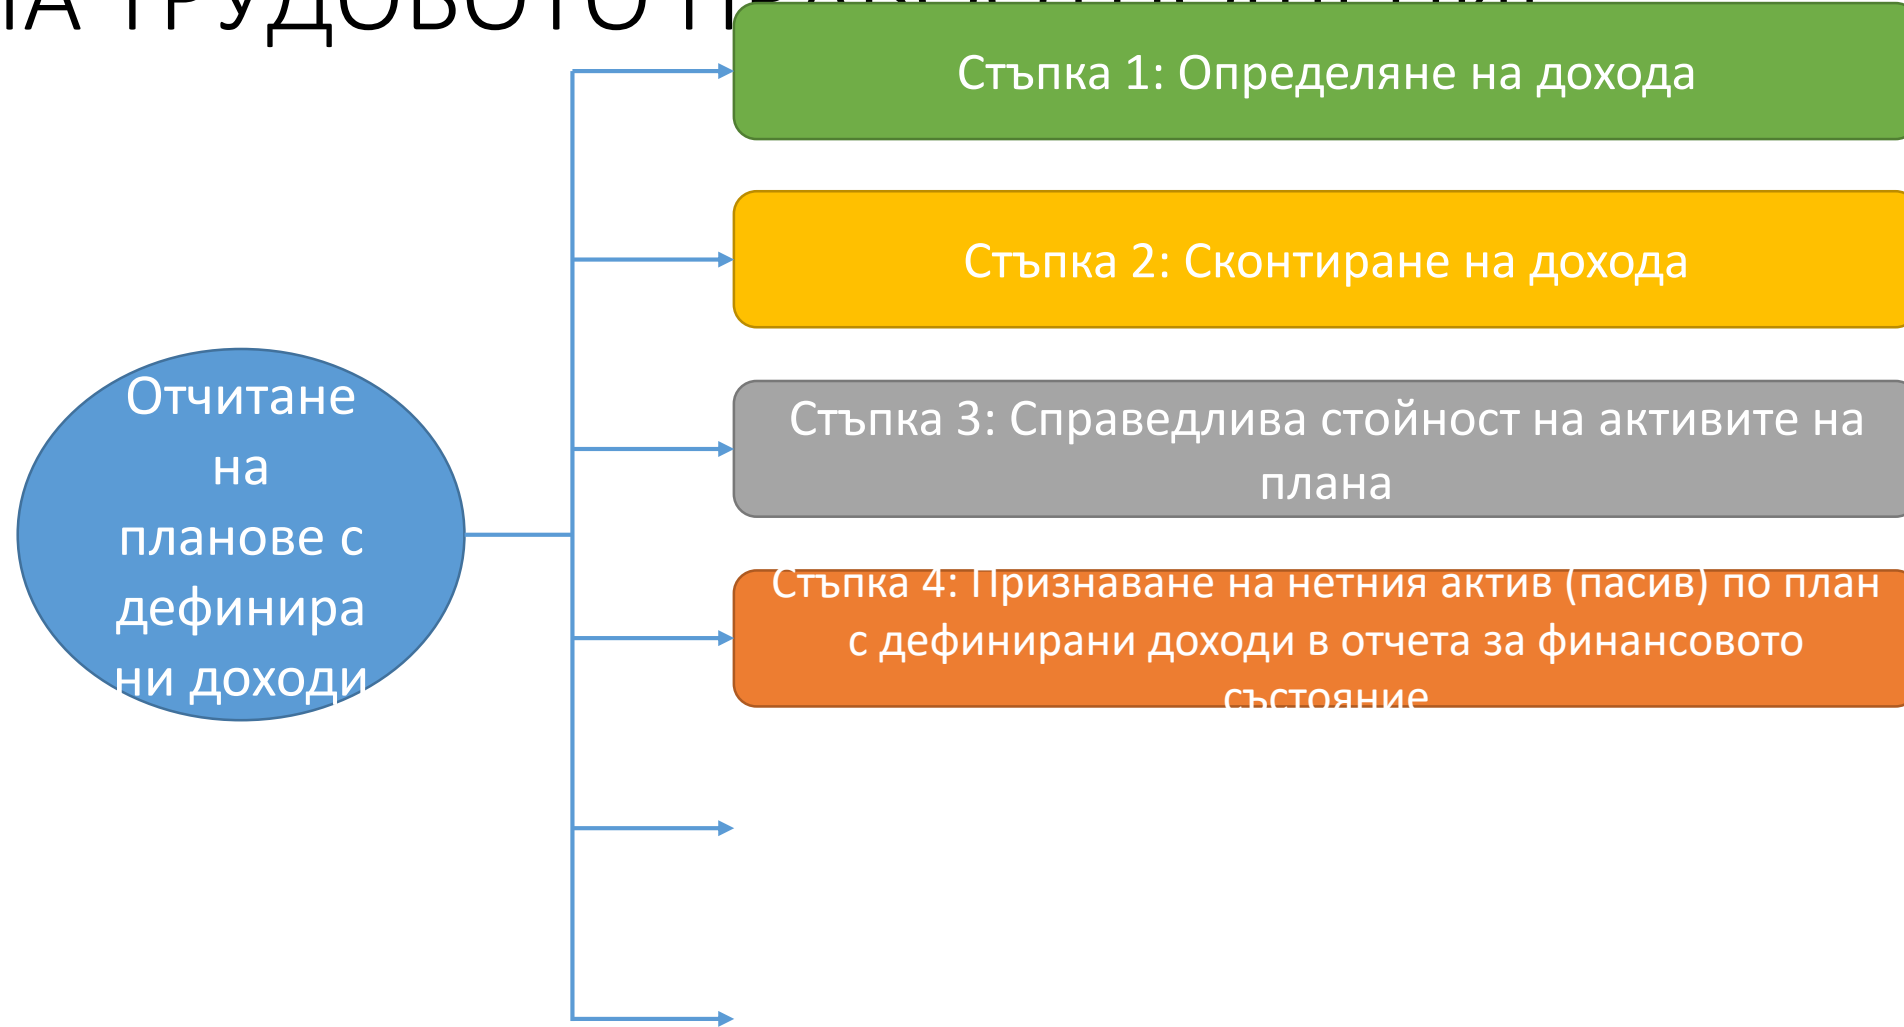 НА ТРУДОВОТО
Стъпка 1: Определяне на дохода
Стъпка 2: Сконтиране на дохода
Отчитане
на
планове с
дефинира
ни доходи
Стъпка 3: Справедлива стойност на активите на
плана
Стъпка 4: Признаване на нетния актив (пасив) по план
с дефинирани доходи в отчета за финансовото
състояние